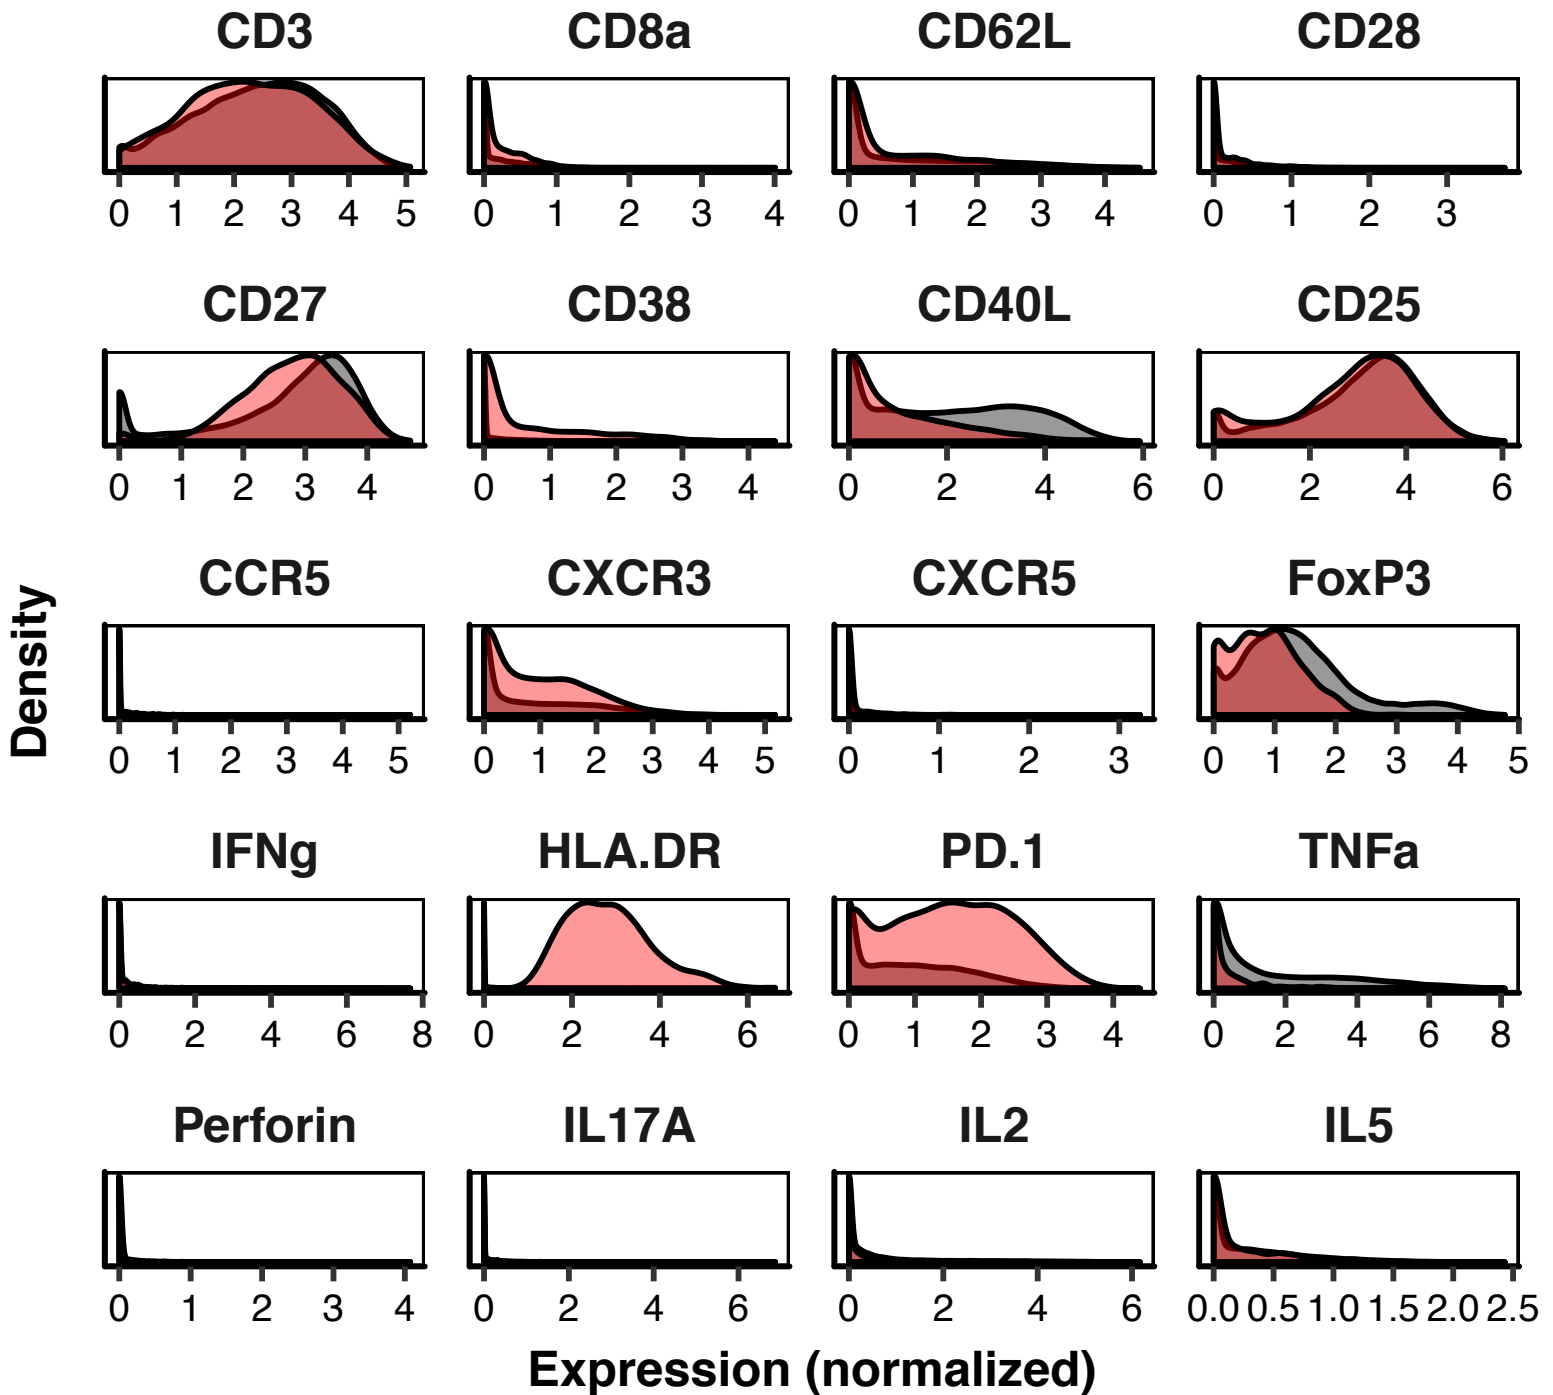 CD3 CD8a CD62L CD28
0 1 2 3 4 5 0 1 2 3 4 0 1 2 3 4 0 1 2 3
CD27 CD38 CD40L CD25
0 1 2 3 4 0 1 2 3 4 0 2 4 6 0 2 4 6
CCR5 CXCR3 CXCR5 FoxP3
0 1 2 3 4 5 0 1 2 3 4 5 0 1 2 3 0 1 2 3 4 5
Density
IFNg HLA.DR PD.1 TNFa
0 2 4 6 8 0 2 4 6 0 1 2 3 4 0 2 4 6 8
Perforin IL17A IL2 IL5
0 1 2 3 4 0 2 4 6 0 2 4 6 0.0 0.5 1.0 1.5 2.0 2.5
Expression (normalized)